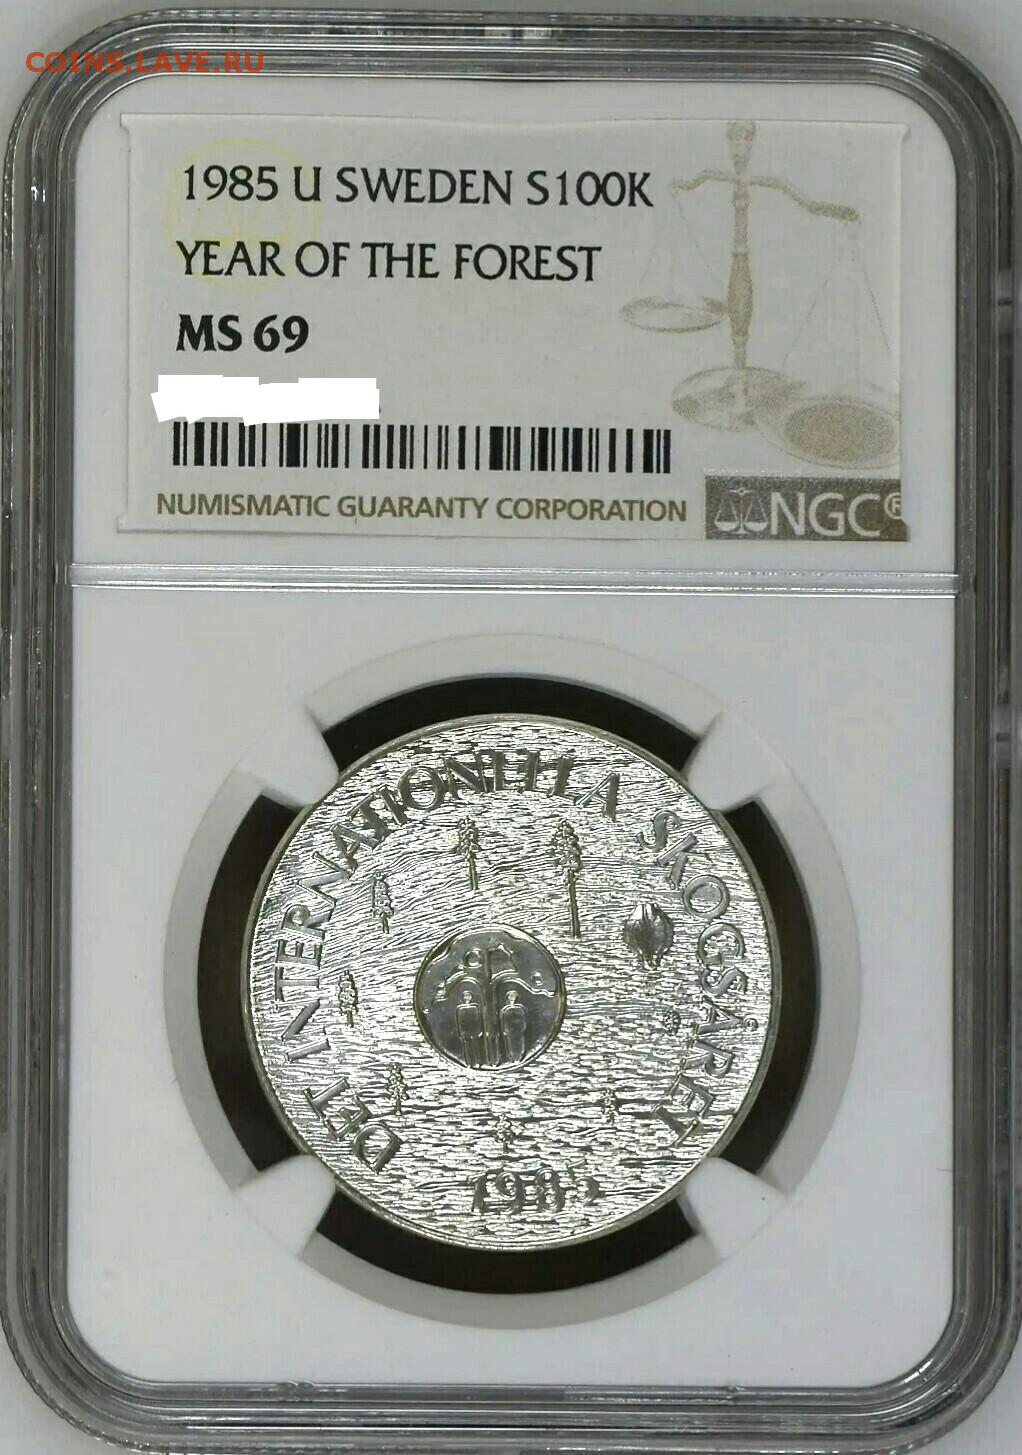 COINS.LAVE.RU
1985 U SWEDEN S100K
YEAR OF THE FOREST
MS 69
NUMISMATIC GUARANTY CORPORATION
NGC®
DET INTERNATIONELLA SKOGSÅRET
1985